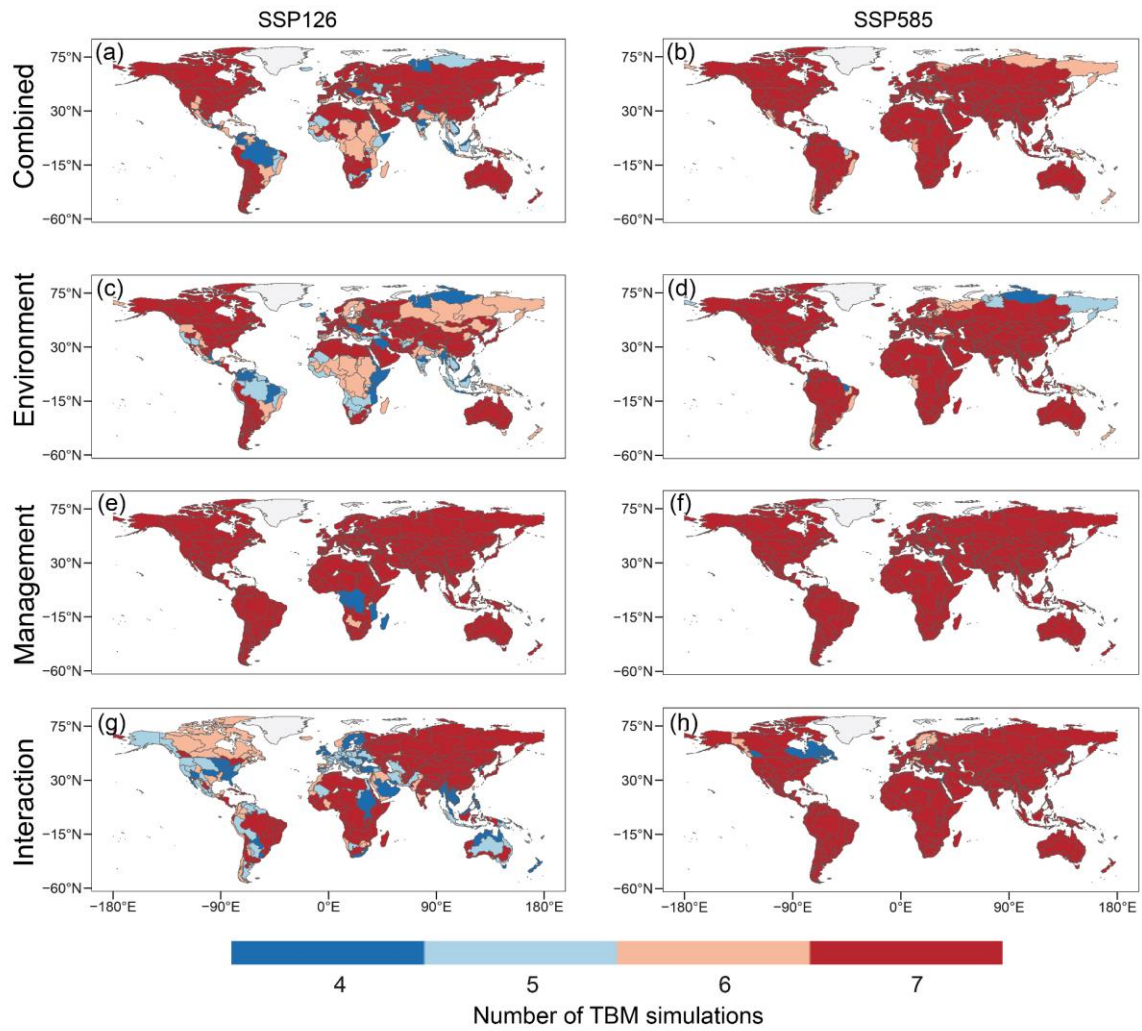 SSP126 SSP585
Combined
(a) (b)
75°N 75°N
30°N 30°N
−15°N −15°N
−60°N −60°N
Environment
(c) (d)
75°N 75°N
30°N 30°N
−15°N −15°N
−60°N −60°N
Management
(e) (f)
75°N 75°N
30°N 30°N
−15°N −15°N
−60°N −60°N
Interaction
(g) (h)
75°N 75°N
30°N 30°N
−15°N −15°N
−60°N −60°N
−180°E −90°E 0°E 90°E 180°E −180°E −90°E 0°E 90°E 180°E
4 5 6 7
Number of TBM simulations